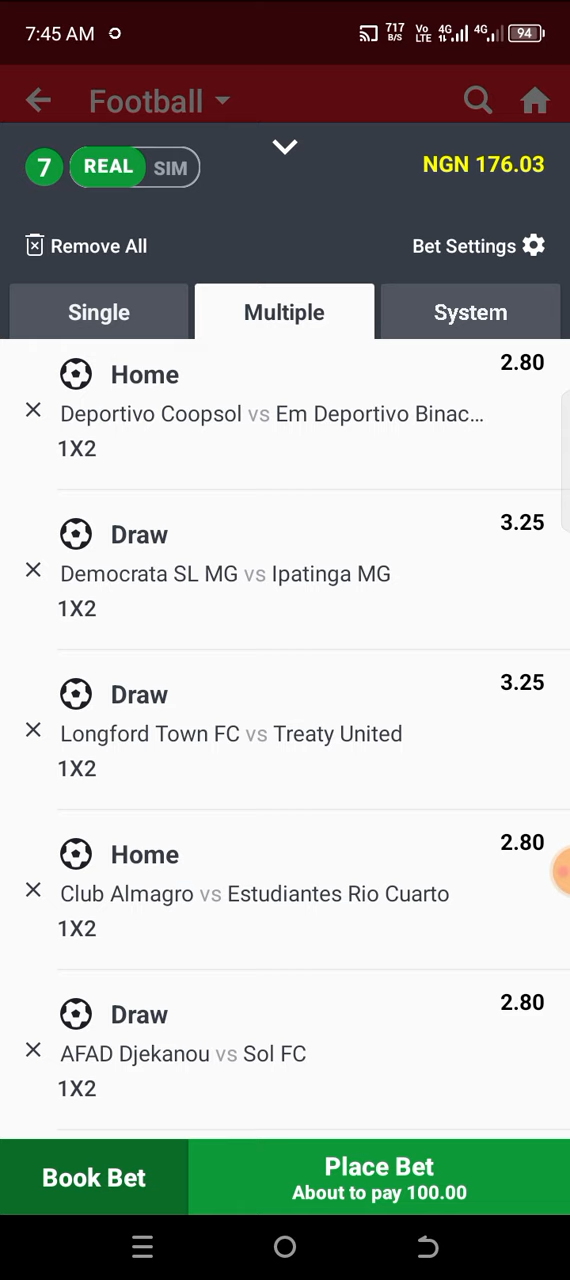 7:45 AM
717 B/S Vo LTE 4G 4G 94
Football
7 REAL SIM NGN 176.03
Remove All Bet Settings
Single Multiple System
Home 2.80
Deportivo Coopsol vs Em Deportivo Binac...
1X2
Draw 3.25
Democrata SL MG vs Ipatinga MG
1X2
Draw 3.25
Longford Town FC vs Treaty United
1X2
Home 2.80
Club Almagro vs Estudiantes Rio Cuarto
1X2
Draw 2.80
AFAD Djekanou vs Sol FC
1X2
Book Bet Place Bet
About to pay 100.00